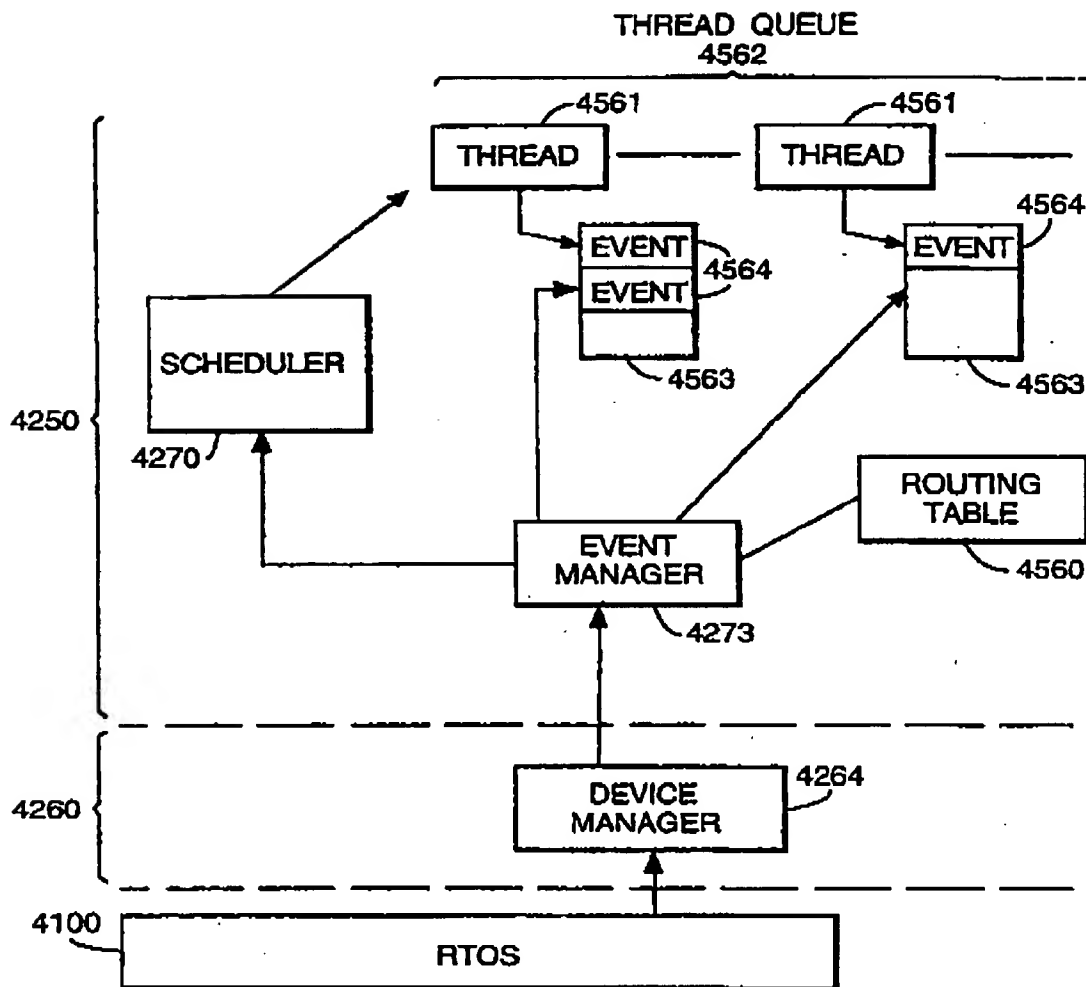 THREAD QUEUE
4562
4561
4561
THREAD
THREAD
4564
EVENT
4564
EVENT
EVENT
SCHEDULER
4563
4563
4250
4270
ROUTING
TABLE
EVENT
MANAGER
4560
4273
4264
DEVICE
MANAGER
4260
4100
RTOS